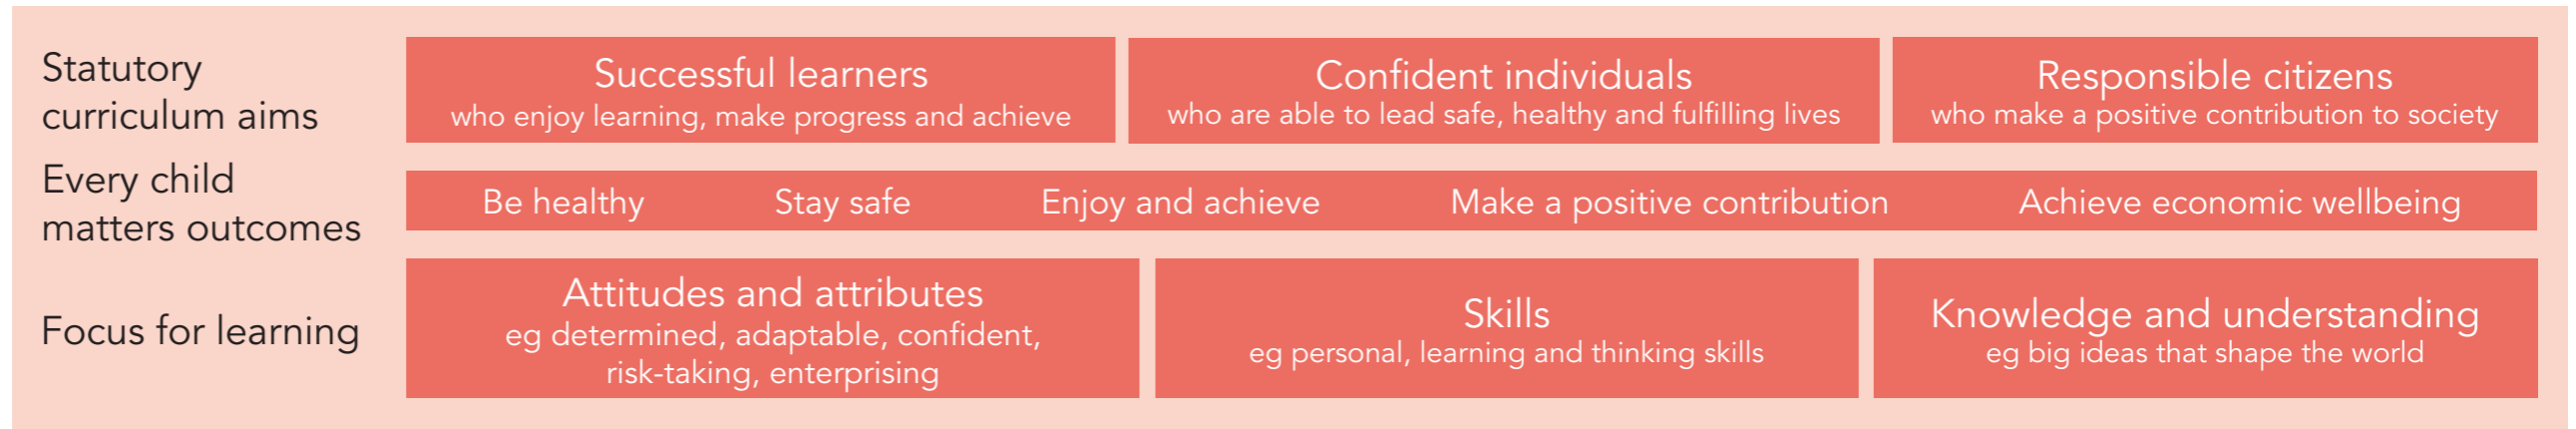 Statutory
curriculum aims
Successful learners
who enjoy learning, make progress and achieve
Confident individuals
who are able to lead safe, healthy and fulfilling lives
Responsible citizens
who make a positive contribution to society
Every child
matters outcomes
Be healthy Stay safe Enjoy and achieve Make a positive contribution Achieve economic wellbeing
Focus for learning
Attitudes and attributes
eg determined, adaptable, confident,
risk-taking, enterprising
Skills
eg personal, learning and thinking skills
Knowledge and understanding
eg big ideas that shape the world